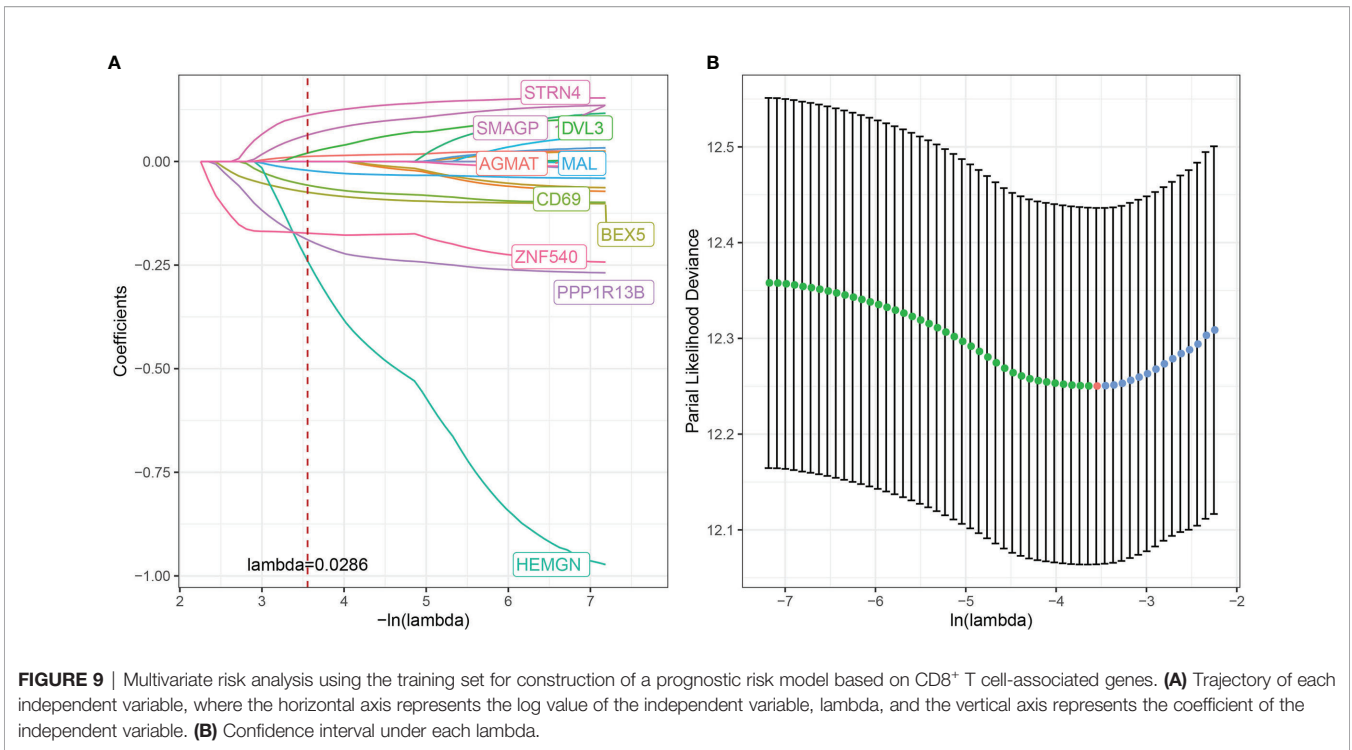 A
B
STRN4
SMAGP
DVL3
AGMAT
MAL
CD69
BEX5
ZNF540
PPP1R13B
HEMGN
lambda=0.0286
0.00
−0.25
−0.50
−0.75
−1.00
Coefficients
2 3 4 5 6 7
−ln(lambda)
12.5
12.4
12.3
12.2
12.1
Parial Likelihood Deviance
−7 −6 −5 −4 −3 −2
ln(lambda)
FIGURE 9 | Multivariate risk analysis using the training set for construction of a prognostic risk model based on CD8⁺ T cell-associated genes. (A) Trajectory of each
independent variable, where the horizontal axis represents the log value of the independent variable, lambda, and the vertical axis represents the coefficient of the
independent variable. (B) Confidence interval under each lambda.